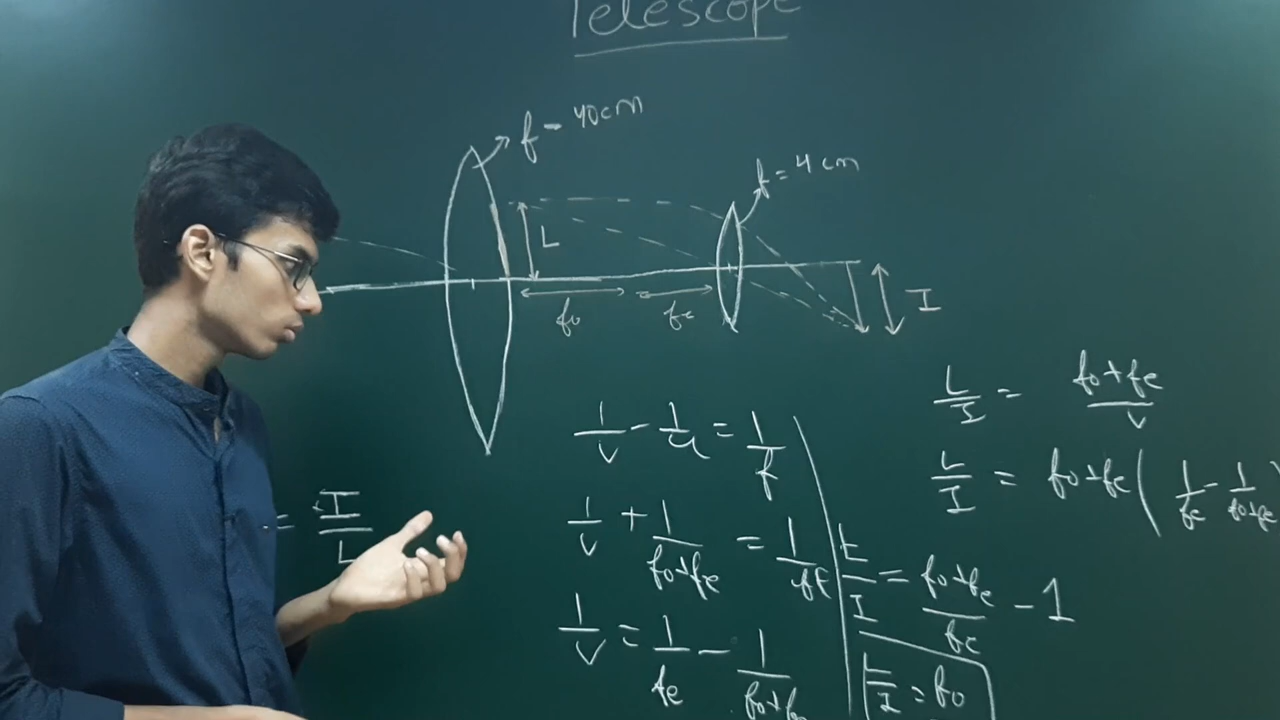 Telescope
f - 40cm
f = 4 cm
L
fo
fe
I
1/v - 1/u = 1/f
1/v + 1/(fo+fe) = 1/fe
1/v = 1/fe - 1/(fo+fe)
= I/L
L/I = (fo+fe)/v
L/I = fo+fe (1/fe - 1/(fo+fe)
L/I = (fo+fe)/fe - 1
L/I = fo